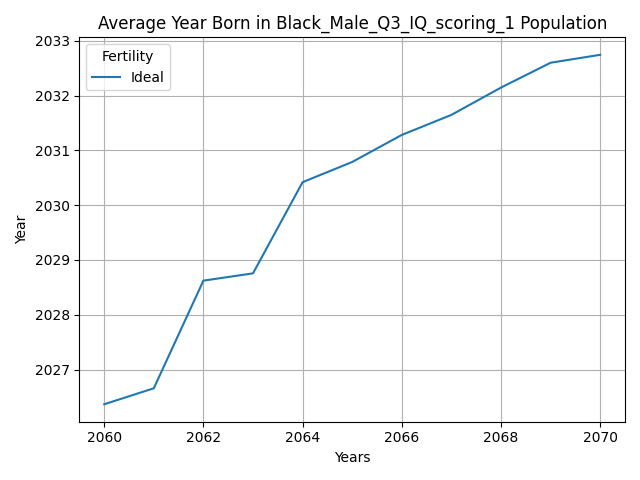 Average Year Born in Black_Male_Q3_IQ_scoring_1 Population
Fertility
Ideal
2033
2032
2031
2030
2029
2028
2027
Year
2060 2062 2064 2066 2068 2070
Years